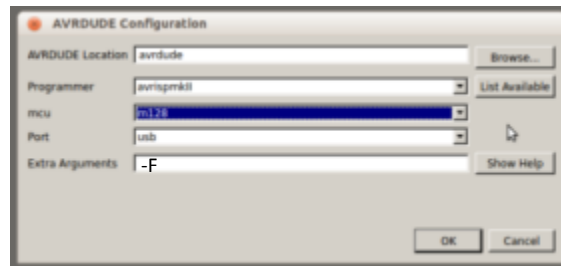 AVRDUDE Configuration
AVRDUDE Location avrdude Browse...
Programmer avrispmkII List Available
mcu m128
Port usb
Extra Arguments -F Show Help
OK Cancel